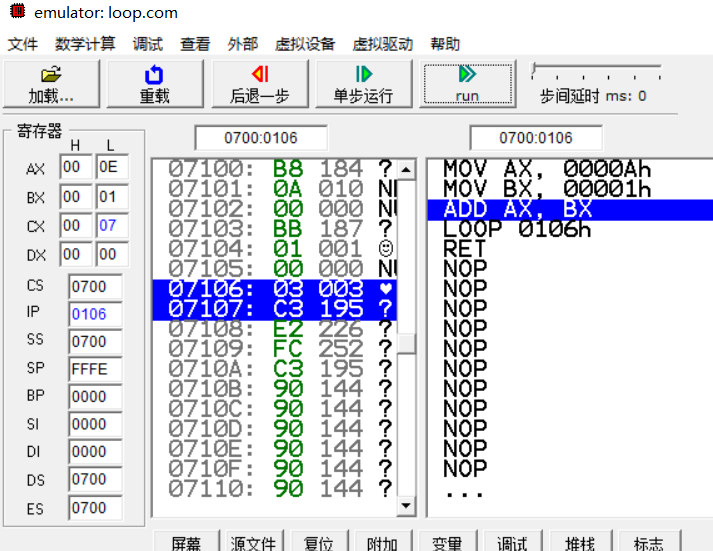 emulator: loop.com
文件 数学计算 调试 查看 外部 虚拟设备 虚拟驱动 帮助
加载... 重载 后退一步 单步运行 run 步间延时 ms: 0
寄存器
H L
AX 00 0E
BX 00 01
CX 00 07
DX 00 00
CS 0700
IP 0106
SS 0700
SP FFFE
BP 0000
SI 0000
DI 0000
DS 0700
ES 0700
0700:0106
07100: B8 184 ?
07101: 0A 010 NU
07102: 00 000 NU
07103: BB 187 ?
07104: 01 001 ☺
07105: 00 000 NU
07106: 03 003 ♥
07107: C3 195 ?
07108: E2 226 ?
07109: FC 252 ?
0710A: C3 195 ?
0710B: 90 144 ?
0710C: 90 144 ?
0710D: 90 144 ?
0710E: 90 144 ?
0710F: 90 144 ?
07110: 90 144 ?
0700:0106
MOV AX, 0000Ah
MOV BX, 00001h
ADD AX, BX
LOOP 0106h
RET
NOP
NOP
NOP
NOP
NOP
NOP
NOP
NOP
NOP
NOP
NOP
...
屏幕 源文件 复位 附加 变量 调试 堆栈 标志